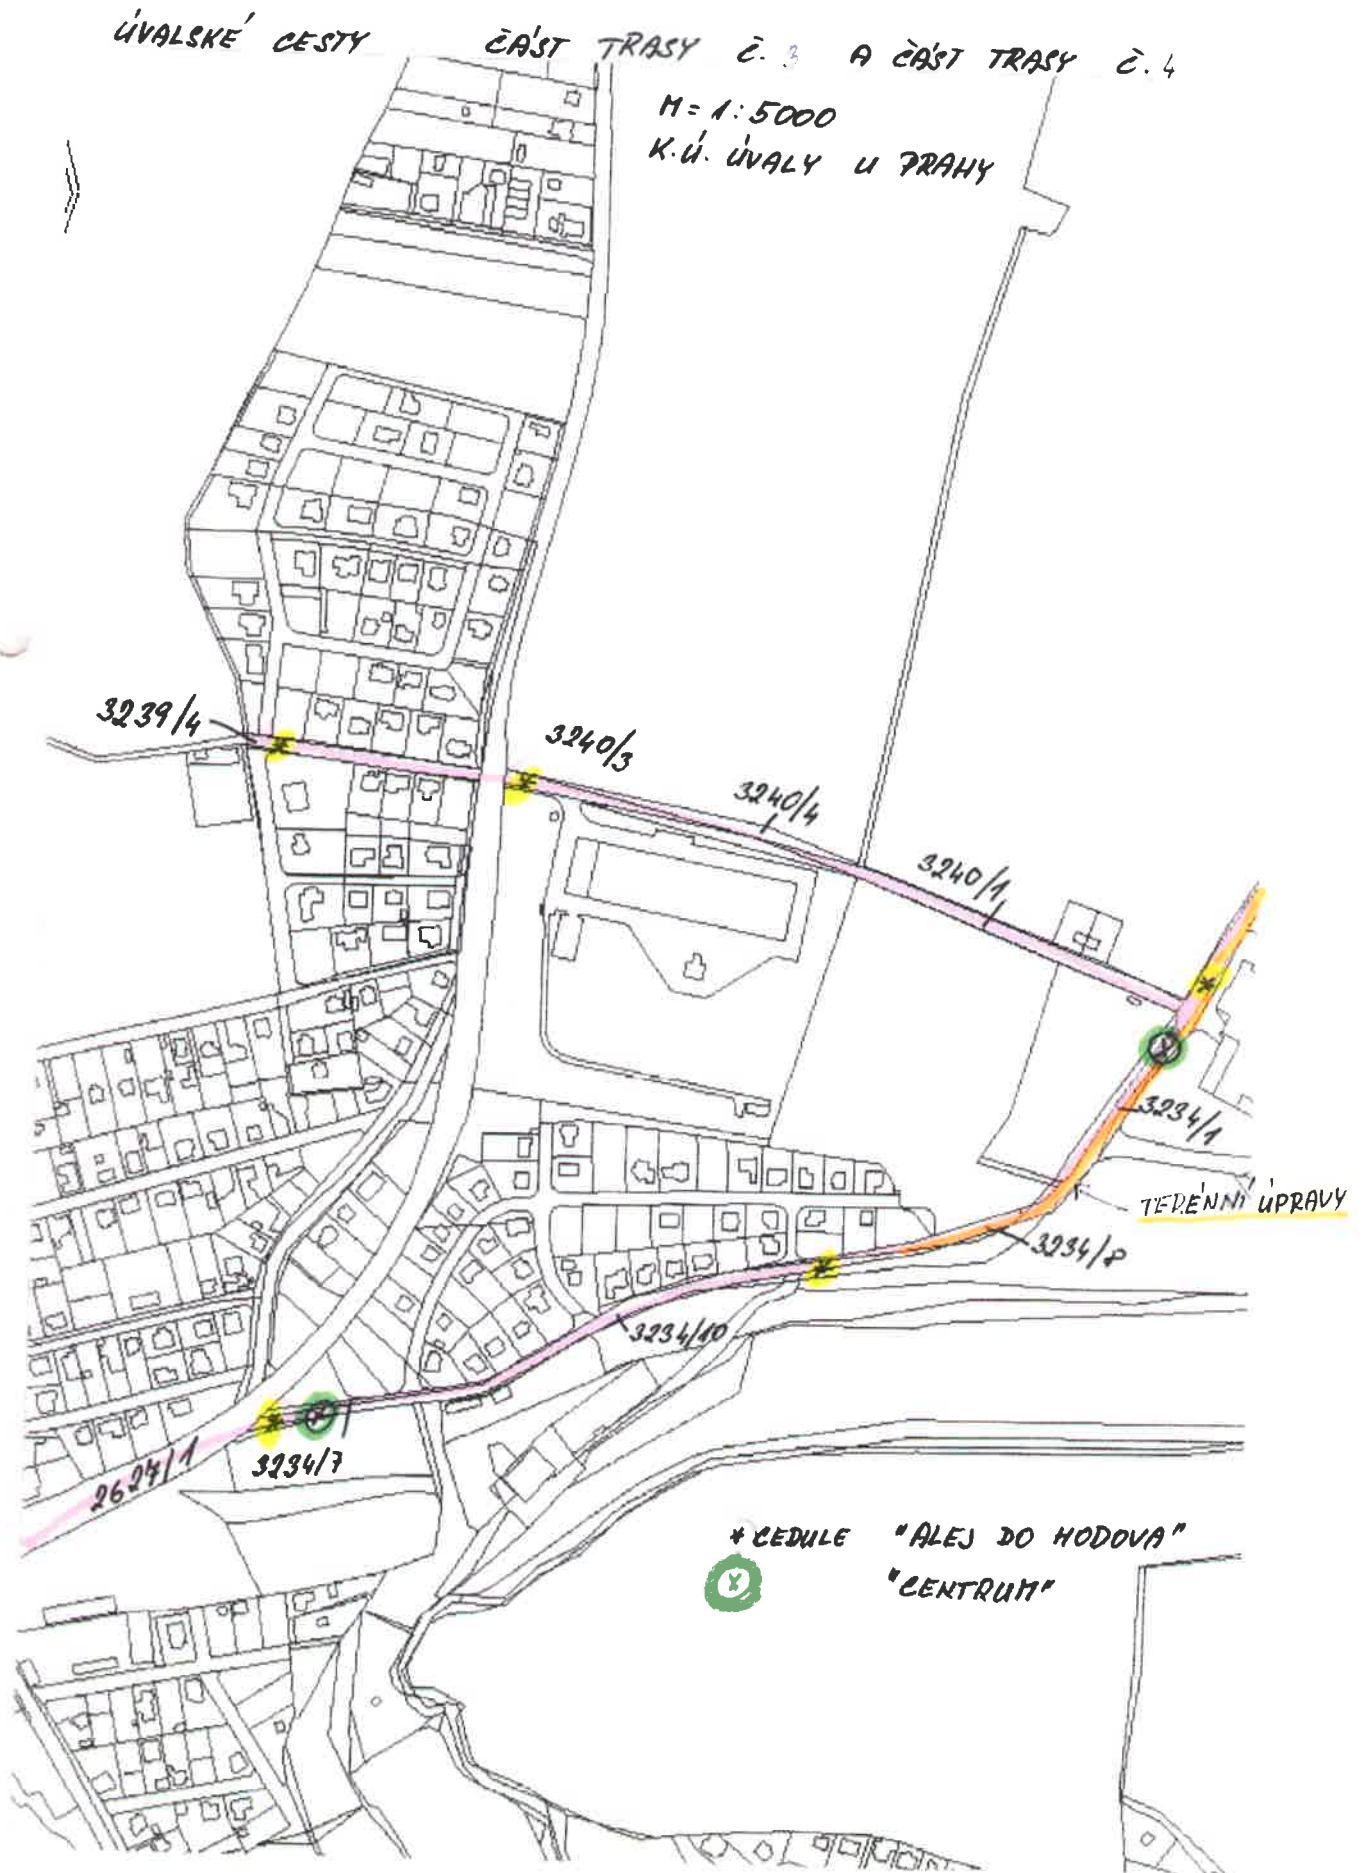 ÚVALSKÉ CESTY ČÁST TRASY Č. 3 A ČÁST TRASY Č. 4
M = 1:5000
K.Ú. ÚVALY U PRAHY
3239/4
3240/3
3240/4
3240/1
3234/1
TERÉNNÍ ÚPRAVY
3234/8
3234/10
3234/7
2627/1
* CEDULE "ALEJ DO HODOVA"
X "CENTRUM"